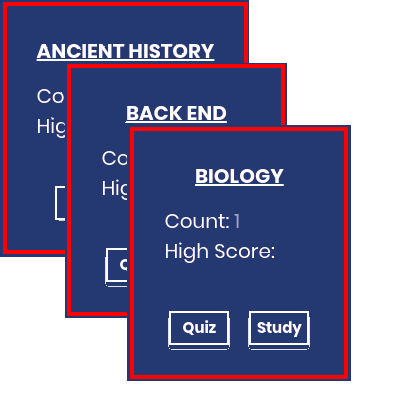 ANCIENT HISTORY
BACK END
BIOLOGY
Count: 1
High Score:
Quiz Study